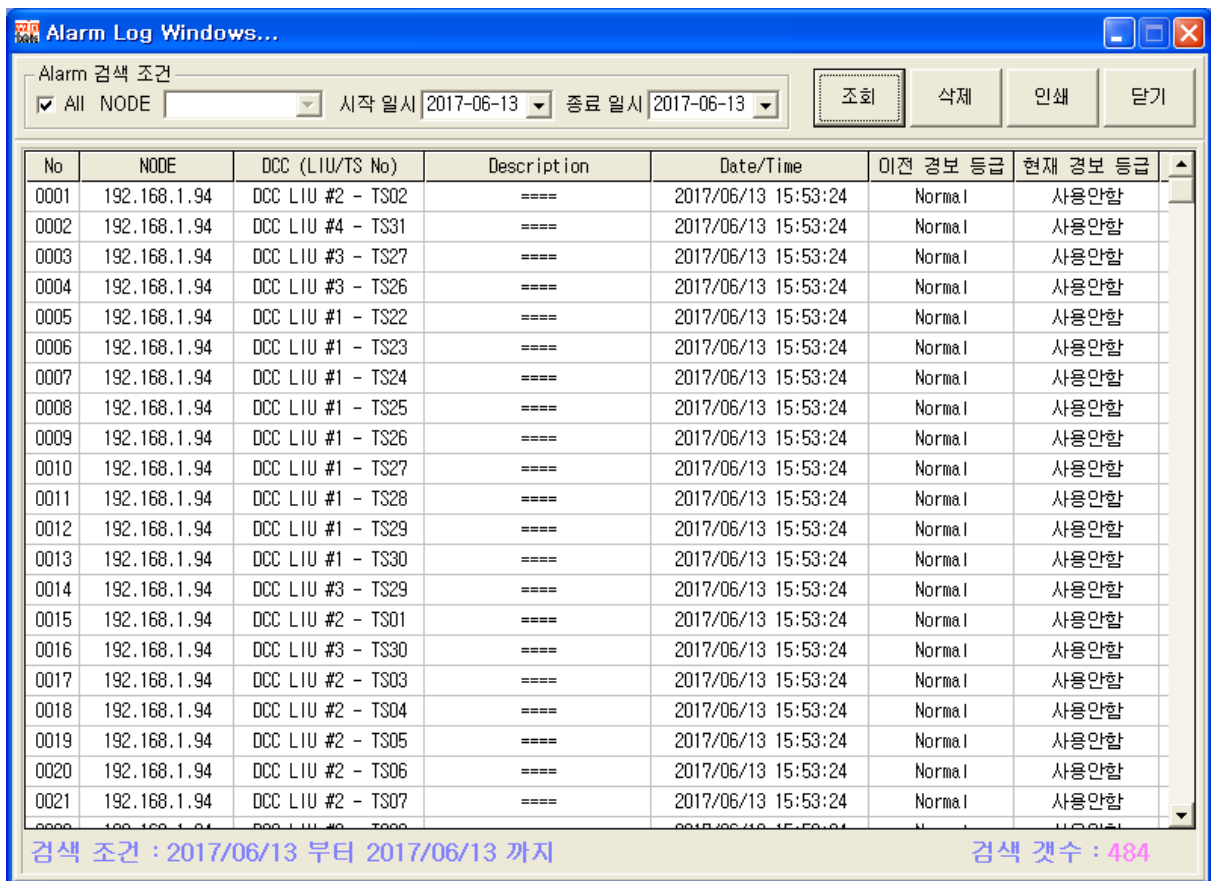 Alarm Log Windows...
Alarm 검색 조건
All NODE 시작 일시 2017-06-13 종료 일시 2017-06-13 조회 삭제 인쇄 닫기
No NODE DCC (LIU/TS No) Description Date/Time 이전 경보 등급 현재 경보 등급
0001 192.168.1.94 DCC LIU #2 - TS02 ==== 2017/06/13 15:53:24 Normal 사용안함
0002 192.168.1.94 DCC LIU #4 - TS31 ==== 2017/06/13 15:53:24 Normal 사용안함
0003 192.168.1.94 DCC LIU #3 - TS27 ==== 2017/06/13 15:53:24 Normal 사용안함
0004 192.168.1.94 DCC LIU #3 - TS26 ==== 2017/06/13 15:53:24 Normal 사용안함
0005 192.168.1.94 DCC LIU #1 - TS22 ==== 2017/06/13 15:53:24 Normal 사용안함
0006 192.168.1.94 DCC LIU #1 - TS23 ==== 2017/06/13 15:53:24 Normal 사용안함
0007 192.168.1.94 DCC LIU #1 - TS24 ==== 2017/06/13 15:53:24 Normal 사용안함
0008 192.168.1.94 DCC LIU #1 - TS25 ==== 2017/06/13 15:53:24 Normal 사용안함
0009 192.168.1.94 DCC LIU #1 - TS26 ==== 2017/06/13 15:53:24 Normal 사용안함
0010 192.168.1.94 DCC LIU #1 - TS27 ==== 2017/06/13 15:53:24 Normal 사용안함
0011 192.168.1.94 DCC LIU #1 - TS28 ==== 2017/06/13 15:53:24 Normal 사용안함
0012 192.168.1.94 DCC LIU #1 - TS29 ==== 2017/06/13 15:53:24 Normal 사용안함
0013 192.168.1.94 DCC LIU #1 - TS30 ==== 2017/06/13 15:53:24 Normal 사용안함
0014 192.168.1.94 DCC LIU #3 - TS29 ==== 2017/06/13 15:53:24 Normal 사용안함
0015 192.168.1.94 DCC LIU #2 - TS01 ==== 2017/06/13 15:53:24 Normal 사용안함
0016 192.168.1.94 DCC LIU #3 - TS30 ==== 2017/06/13 15:53:24 Normal 사용안함
0017 192.168.1.94 DCC LIU #2 - TS03 ==== 2017/06/13 15:53:24 Normal 사용안함
0018 192.168.1.94 DCC LIU #2 - TS04 ==== 2017/06/13 15:53:24 Normal 사용안함
0019 192.168.1.94 DCC LIU #2 - TS05 ==== 2017/06/13 15:53:24 Normal 사용안함
0020 192.168.1.94 DCC LIU #2 - TS06 ==== 2017/06/13 15:53:24 Normal 사용안함
0021 192.168.1.94 DCC LIU #2 - TS07 ==== 2017/06/13 15:53:24 Normal 사용안함
검색 조건 : 2017/06/13 부터 2017/06/13 까지 검색 갯수 : 484